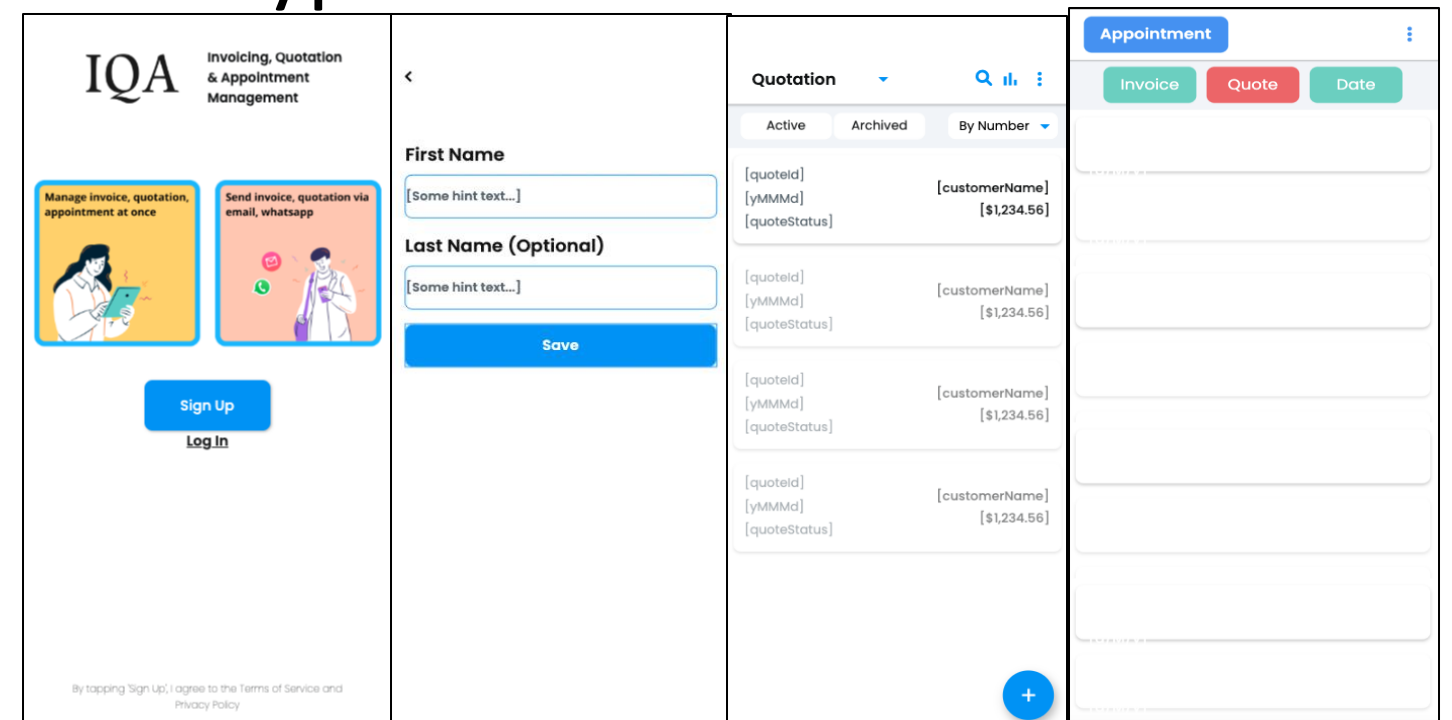 IQA
Invoicing, Quotation
& Appointment
Management
Manage invoice, quotation,
appointment at once
Send invoice, quotation via
email, whatsapp
Sign Up
Log In
By tapping 'Sign Up', I agree to the Terms of Service and
Privacy Policy
First Name
[Some hint text...]
Last Name (Optional)
[Some hint text...]
Save
Quotation
Active Archived By Number
[quoteId]
[yMMMd]
[quoteStatus]
[customerName]
[$1,234.56]
[quoteId]
[yMMMd]
[quoteStatus]
[customerName]
[$1,234.56]
[quoteId]
[yMMMd]
[quoteStatus]
[customerName]
[$1,234.56]
[quoteId]
[yMMMd]
[quoteStatus]
[customerName]
[$1,234.56]
+
Appointment
Invoice Quote Date